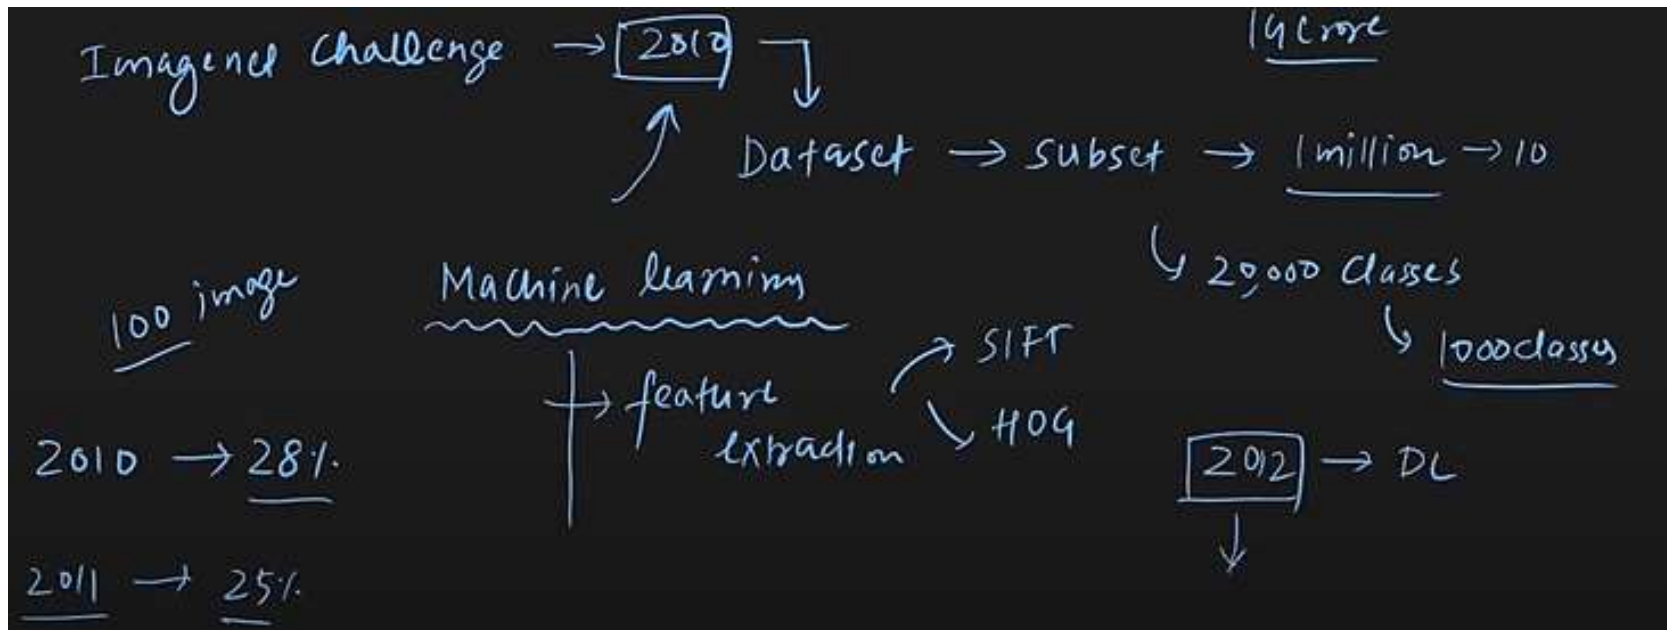 Imagenet Challenge → 2010
14 crore
Dataset → subset → 1 million → 10
20,000 classes
1000 classes
100 image
Machine learning
→ feature extraction
SIFT
HOG
2010 → 28%.
2011 → 25%.
2012 → DL